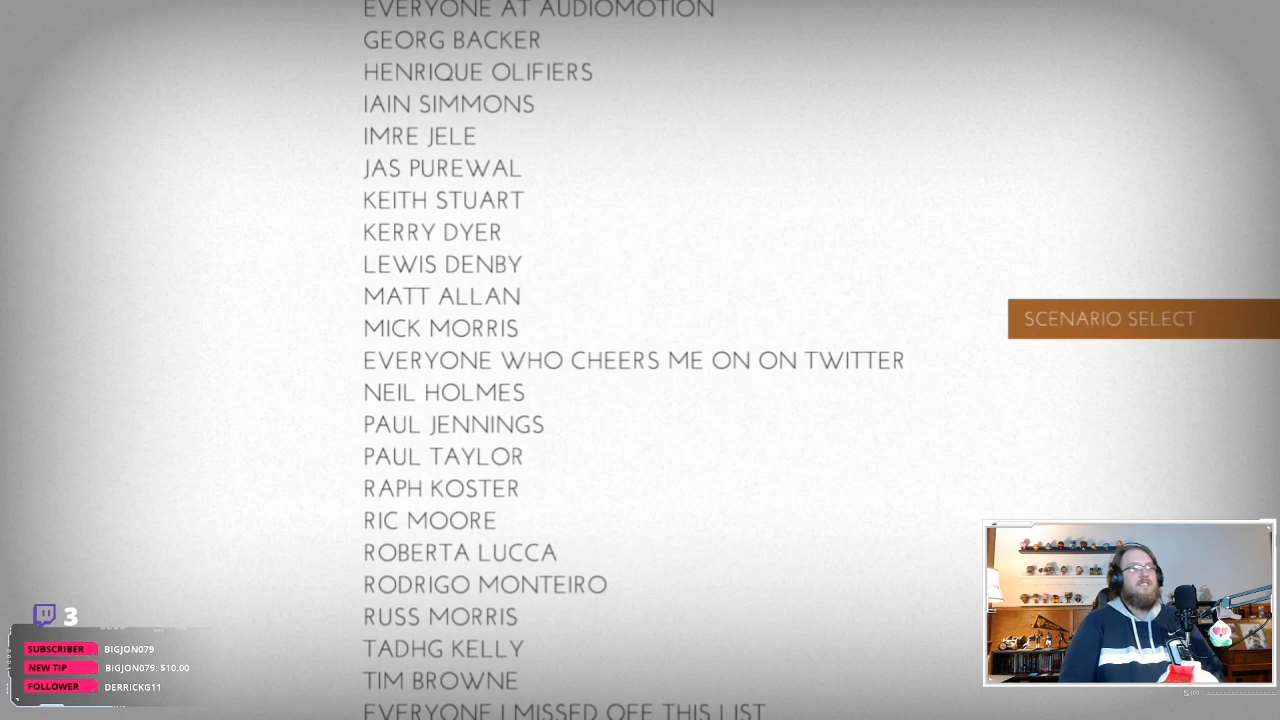 EVERYONE AT AUDIOMOTION
GEORG BACKER
HENRIQUE OLIFIERS
IAIN SIMMONS
IMRE JELE
JAS PUREWAL
KEITH STUART
KERRY DYER
LEWIS DENBY
MATT ALLAN
MICK MORRIS
EVERYONE WHO CHEERS ME ON ON TWITTER
NEIL HOLMES
PAUL JENNINGS
PAUL TAYLOR
RAPH KOSTER
RIC MOORE
ROBERTA LUCCA
RODRIGO MONTEIRO
RUSS MORRIS
TADHG KELLY
TIM BROWNE
EVERYONE I MISSED OFF THIS LIST
SCENARIO SELECT
3
SUBSCRIBER BIGJON079
NEW TIP BIGJON079: $10.00
FOLLOWER DERRICKG11